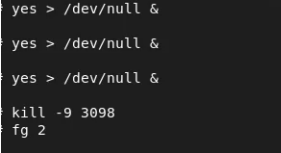 # yes > /dev/null &
# yes > /dev/null &
# yes > /dev/null &
# kill -9 3098
# fg 2